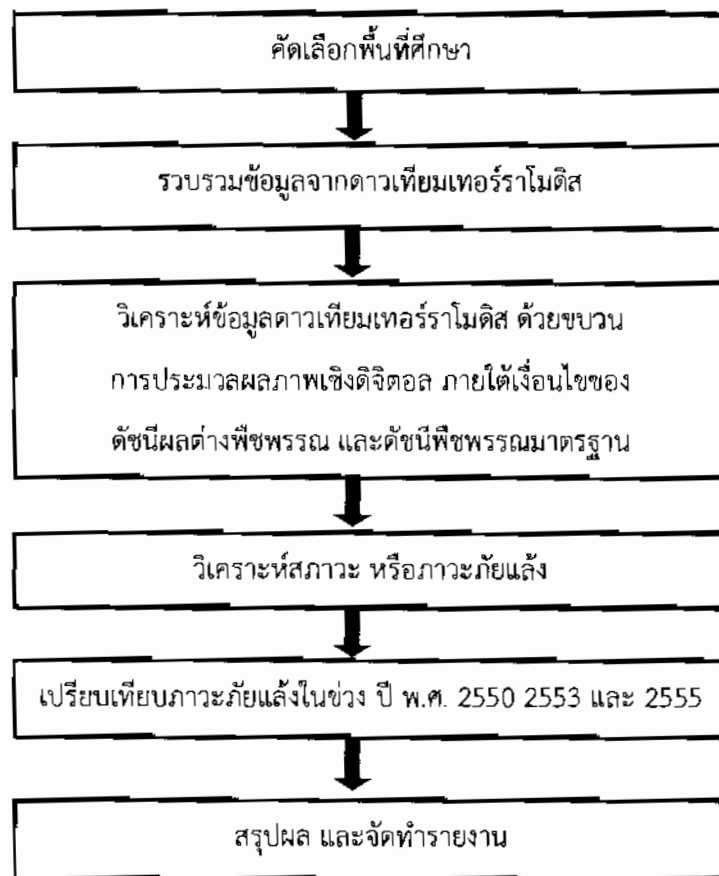 คัดเลือกพื้นที่ศึกษา
รวบรวมข้อมูลจากดาวเทียมเทอร์ราโมดิส
วิเคราะห์ข้อมูลดาวเทียมเทอร์ราโมดิส ด้วยขบวน
การประมวลผลภาพเชิงดิจิตอล ภายใต้เงื่อนไขของ
ดัชนีผลต่างพืชพรรณ และดัชนีพืชพรรณมาตรฐาน
วิเคราะห์สภาวะ หรือภาวะภัยแล้ง
เปรียบเทียบภาวะภัยแล้งในช่วง ปี พ.ศ. 2550 2553 และ 2555
สรุปผล และจัดทำรายงาน